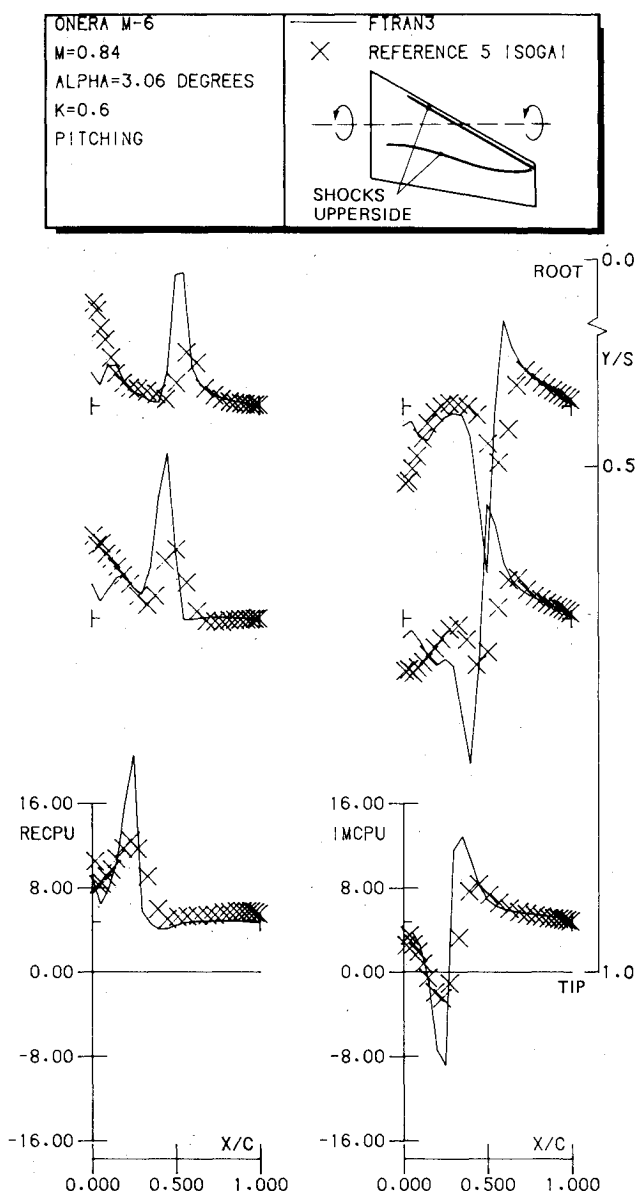 ONERA M-6
M=0.84
ALPHA=3.06 DEGREES
K=0.6
PITCHING
FTRAN3
REFERENCE 5 (SOGA)
SHOCKS
UPPERSIDE
0.0
ROOT
Y/S
0.5
16.00
RECPU
8.00
0.00
-8.00
-16.00
X/C
0.000 0.500 1.000
16.00
IMCPU
8.00
0.00
-8.00
-16.00
X/C
0.000 0.500 1.000
1.0
TIP